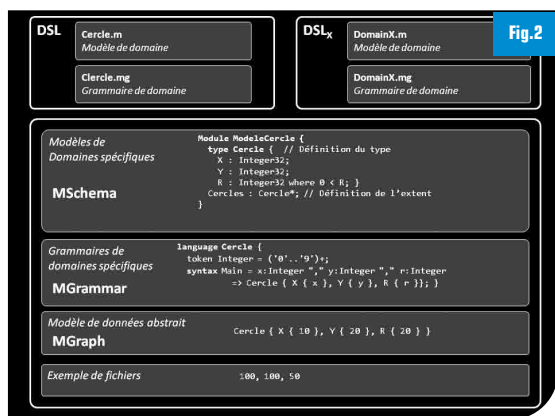 Fig.2
DSL
Cercle.m
Modèle de domaine
Clercle.mg
Grammaire de domaine
DSLX
DomainX.m
Modèle de domaine
DomainX.mg
Grammaire de domaine
Modèles de
Domaines spécifiques
MSchema
Module ModeleCercle {
type Cercle {  // Définition du type
X : Integer32;
Y : Integer32;
R : Integer32 where 0 < R; }
Cercles : Cercle*; // Définition de l'extent
}
Grammaires de
domaines spécifiques
MGrammar
language Cercle {
token Integer = ('0'..'9')+;
syntax Main = x:Integer "," y:Integer "," r:Integer
=> Cercle { X { x }, Y { y }, R { r }}; }
Modèle de données abstrait
MGraph
Cercle { X { 10 }, Y { 20 }, R { 20 } }
Exemple de fichiers
100, 100, 50